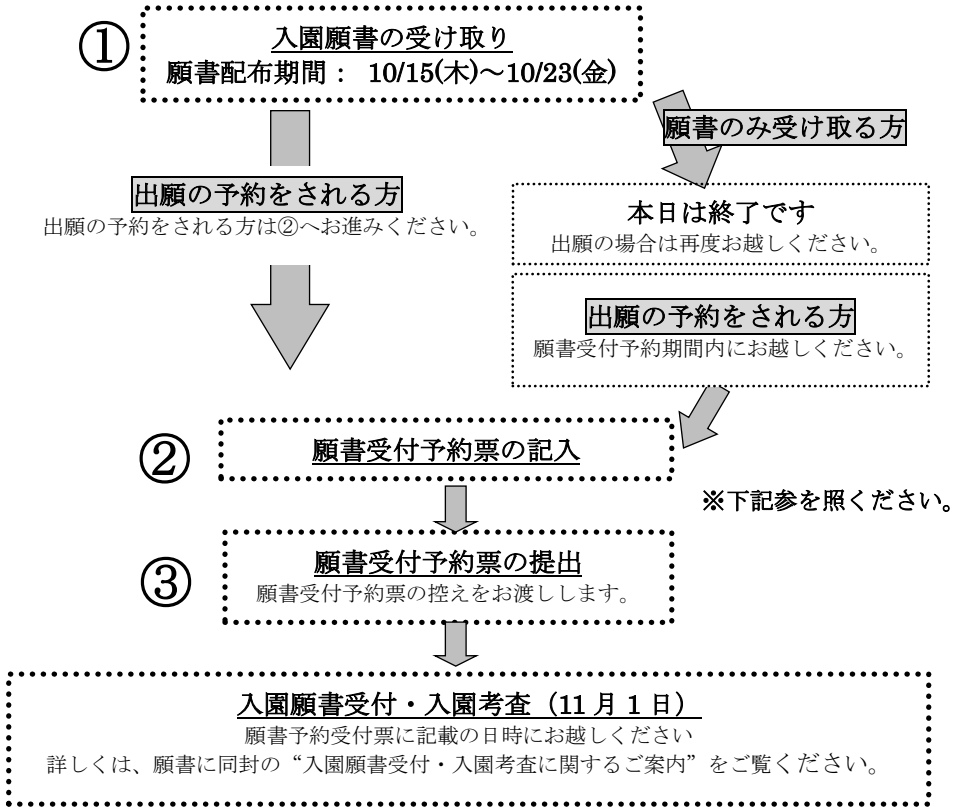 ①
入園願書の受け取り
願書配布期間： 10/15(木)～10/23(金)
願書のみ受け取る方
出願の予約をされる方
出願の予約をされる方は②へお進みください。
本日は終了です
出願の場合は再度お越しください。
出願の予約をされる方
願書受付予約期間内にお越しください。
②
願書受付予約票の記入
※下記参を照ください。
③
願書受付予約票の提出
願書受付予約票の控えをお渡しします。
入園願書受付・入園考査（11 月 1 日）
願書予約受付票に記載の日時にお越しください
詳しくは、願書に同封の“入園願書受付・入園考査に関するご案内”をご覧ください。